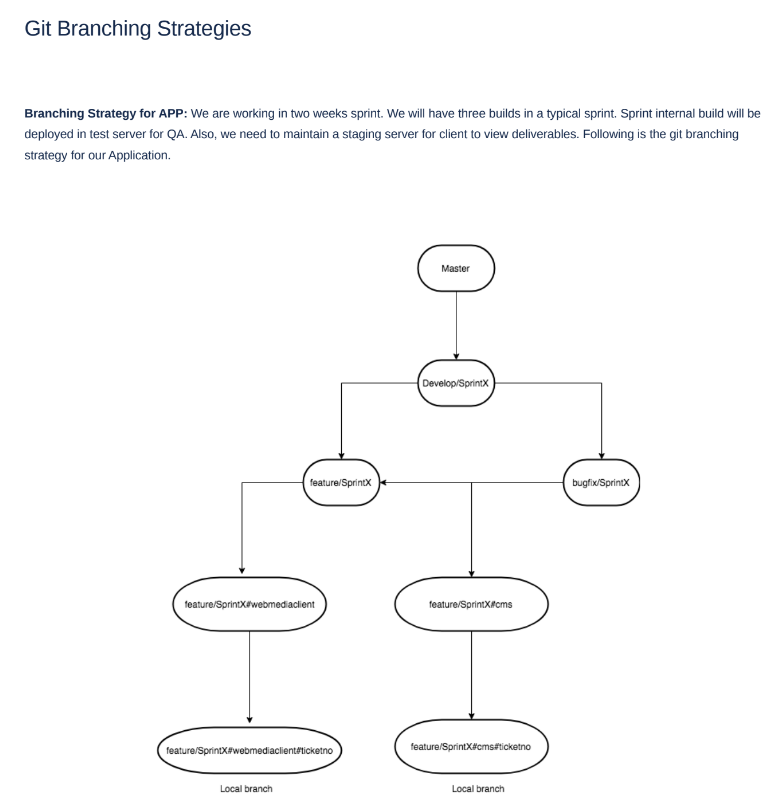 Git Branching Strategies
Branching Strategy for APP: We are working in two weeks sprint. We will have three builds in a typical sprint. Sprint internal build will be
deployed in test server for QA. Also, we need to maintain a staging server for client to view deliverables. Following is the git branching
strategy for our Application.
Master
Develop/SprintX
feature/SprintX
bugfix/SprintX
feature/SprintX#webmediaclient
feature/SprintX#cms
feature/SprintX#webmediaclient#ticketno
feature/SprintX#cms#ticketno
Local branch
Local branch